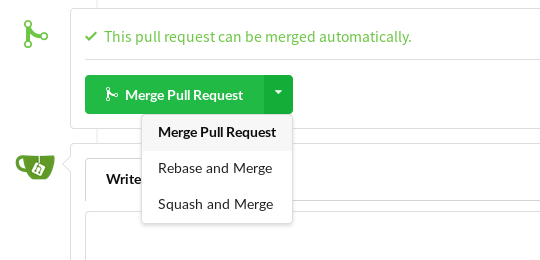 This pull request can be merged automatically.
Merge Pull Request
Merge Pull Request
Rebase and Merge
Squash and Merge
Write